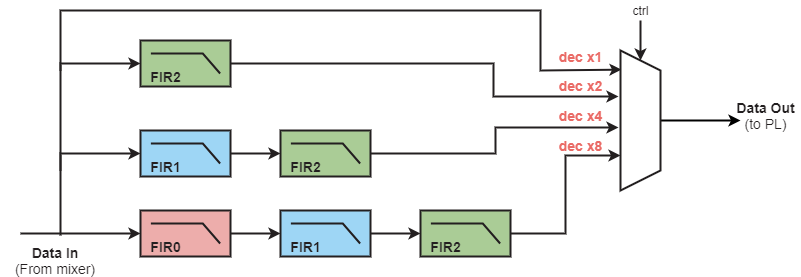 ctrl
dec x1
FIR2
dec x2
Data Out
(to PL)
dec x4
FIR1
FIR2
dec x8
FIR0
FIR1
FIR2
Data In
(From mixer)